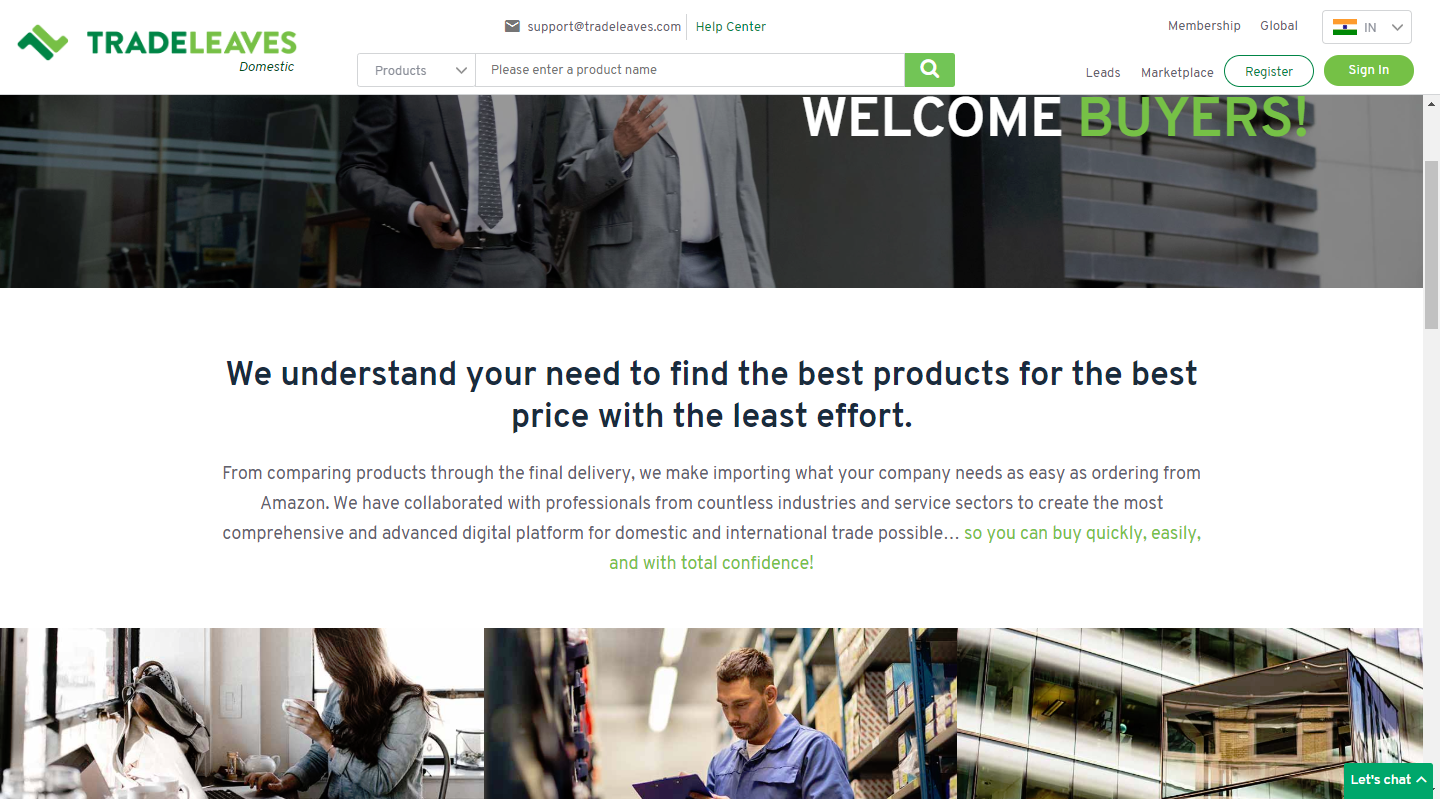 support@tradeleaves.com Help Center
Membership Global IN
TRADELEAVES
Domestic
Products Please enter a product name
Leads Marketplace Register Sign In
WELCOME BUYERS!
We understand your need to find the best products for the best
price with the least effort.
From comparing products through the final delivery, we make importing what your company needs as easy as ordering from
Amazon. We have collaborated with professionals from countless industries and service sectors to create the most
comprehensive and advanced digital platform for domestic and international trade possible… so you can buy quickly, easily,
and with total confidence!
Let's chat